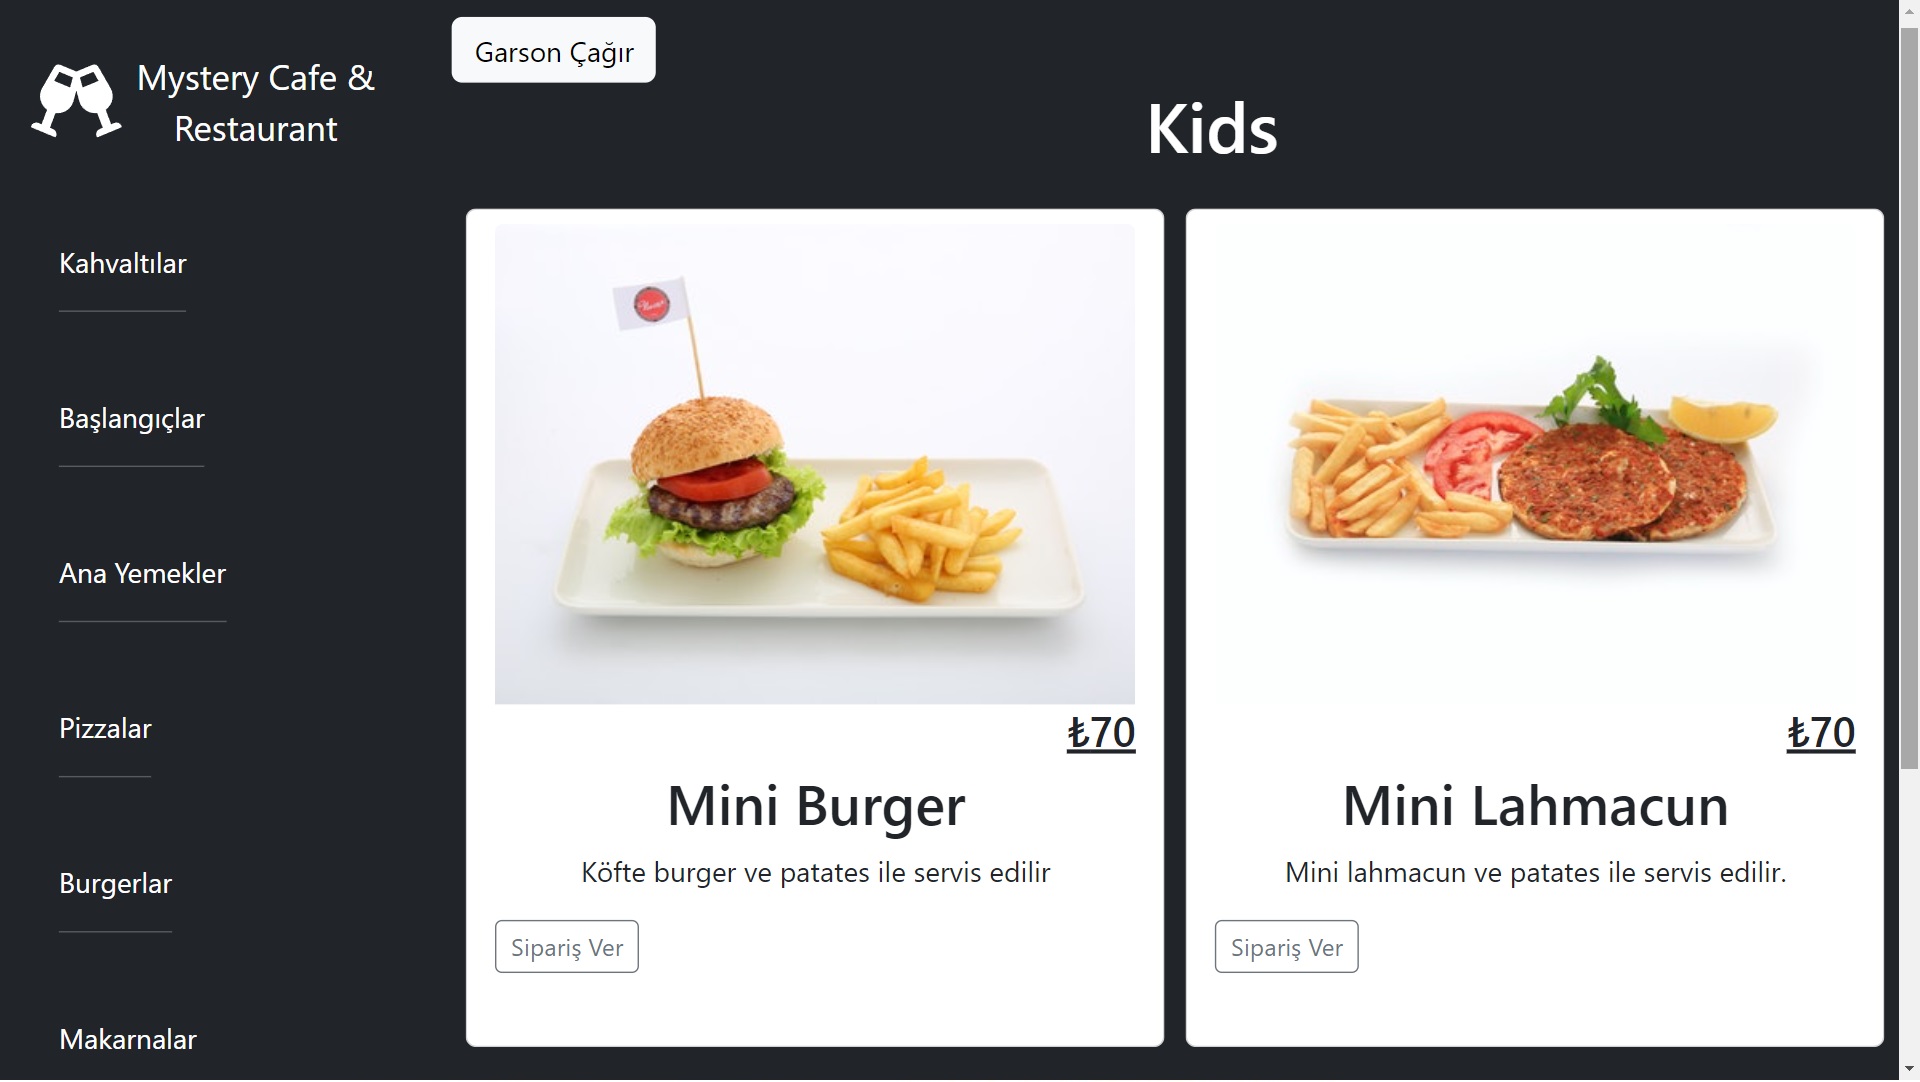 Mystery Cafe &
Restaurant
Kahvaltılar
Başlangıçlar
Ana Yemekler
Pizzalar
Burgerlar
Makarnalar
Garson Çağır
Kids
₺70
Mini Burger
Köfte burger ve patates ile servis edilir
Sipariş Ver
₺70
Mini Lahmacun
Mini lahmacun ve patates ile servis edilir.
Sipariş Ver